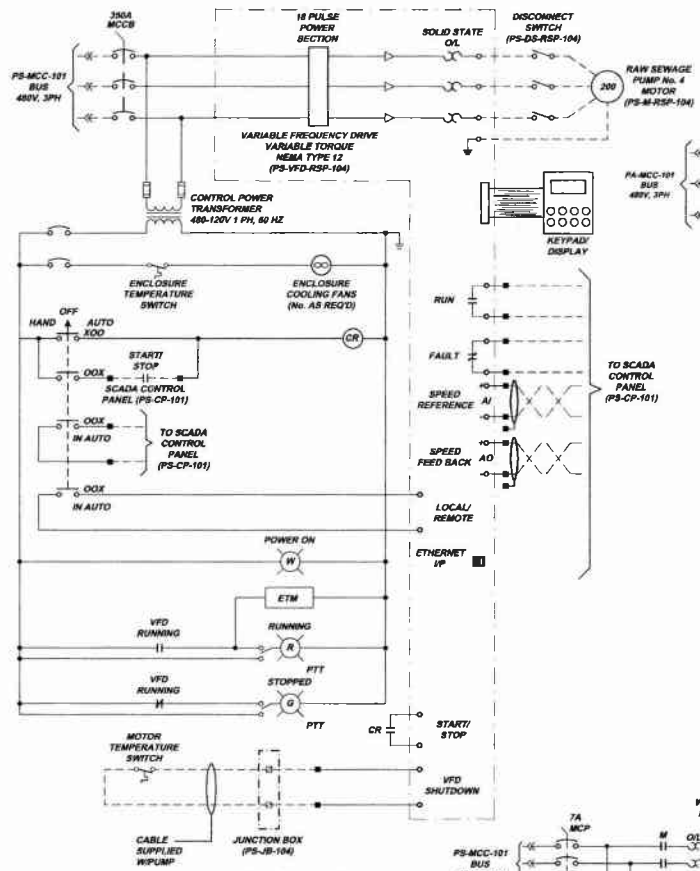 350A
MCCB
18 PULSE
POWER
SECTION
SOLID STATE
O/L
DISCONNECT
SWITCH
(PS-DS-RSP-104)
PS-MCC-101
BUS
480V, 3PH
200
RAW SEWAGE
PUMP No. 4
MOTOR
(PS-M-RSP-104)
VARIABLE FREQUENCY DRIVE
VARIABLE TORQUE
NEMA TYPE 12
(PS-VFD-RSP-104)
PA-MCC-101
BUS
480V, 3PH
CONTROL POWER
TRANSFORMER
480-120V 1 PH, 60 HZ
KEYPAD/
DISPLAY
ENCLOSURE
TEMPERATURE
SWITCH
ENCLOSURE
COOLING FANS
(No. AS REQ'D)
RUN
OFF
HAND
AUTO
XOO
CR
START/
STOP
FAULT
OOX
SCADA CONTROL
PANEL (PS-CP-101)
SPEED
REFERENCE
+
AI
-
TO SCADA
CONTROL
PANEL
(PS-CP-101)
OOX
IN AUTO
TO SCADA
CONTROL
PANEL
(PS-CP-101)
SPEED
FEED BACK
+
AO
-
OOX
IN AUTO
LOCAL/
REMOTE
POWER ON
W
ETHERNET
I/P
ETM
VFD
RUNNING
RUNNING
R
PTT
VFD
RUNNING
STOPPED
G
PTT
CR
START/
STOP
MOTOR
TEMPERATURE
SWITCH
VFD
SHUTDOWN
CABLE
SUPPLIED
W/PUMP
JUNCTION BOX
(PS-JB-104)
7A
MCP
M
O/L
PS-MCC-101
BUS